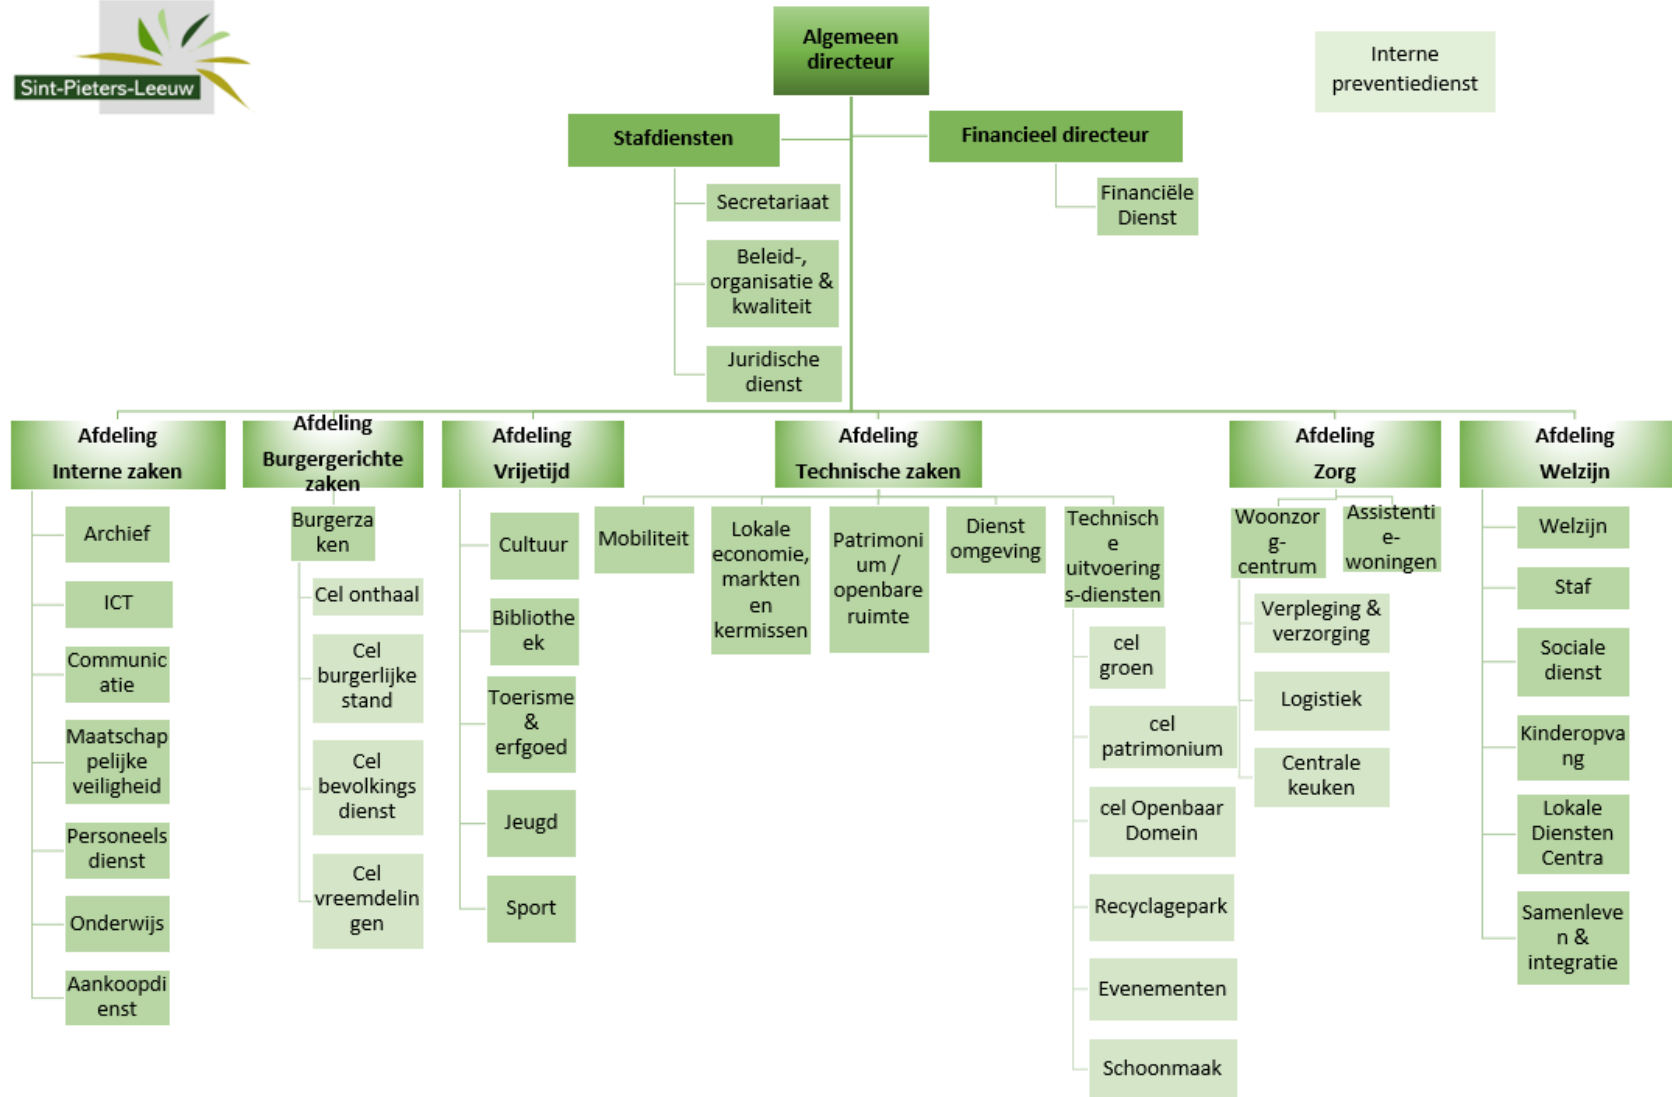 Sint-Pieters-Leeuw
Algemeen
directeur
Interne
preventiedienst
Stafdiensten
Financieel directeur
Secretariaat
Beleid-,
organisatie &
kwaliteit
Juridische
dienst
Financiële
Dienst
Afdeling
Interne zaken
Archief
ICT
Communic
atie
Maatschap
pelijke
veiligheid
Personeels
dienst
Onderwijs
Aankoopdi
enst
Afdeling
Burgergerichte
zaken
Burgerza
ken
Cel onthaal
Cel
burgerlijke
stand
Cel
bevolkings
dienst
Cel
vreemdelin
gen
Afdeling
Vrijetijd
Cultuur
Bibliothe
ek
Toerisme
&
erfgoed
Jeugd
Sport
Afdeling
Technische zaken
Mobiliteit
Lokale
economie,
markten
en
kermissen
Patrimoni
um /
openbare
ruimte
Dienst
omgeving
Technisch
e
uitvoering
s-diensten
cel
groen
cel
patrimonium
cel Openbaar
Domein
Recyclagepark
Evenementen
Schoonmaak
Afdeling
Zorg
Woonzor
g-
centrum
Verpleging &
verzorging
Logistiek
Centrale
keuken
Assistenti
e-
woningen
Afdeling
Welzijn
Welzijn
Staf
Sociale
dienst
Kinderopva
ng
Lokale
Diensten
Centra
Samenleve
n &
integratie